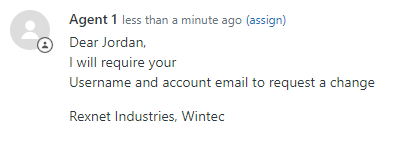 Agent 1 less than a minute ago (assign)
Dear Jordan,
I will require your
Username and account email to request a change
Rexnet Industries, Wintec